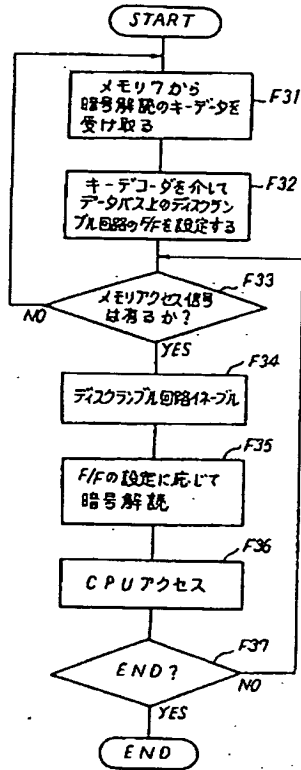 START
メモリ7から
暗号解読のキーデータを
受け取る
F31
キーデコーダを介して
データバス上のディスクラン
ブル回路のF/Fを設定する
F32
メモリアクセス信号
は有るか?
F33
NO
YES
ディスクランブル回路イネーブル
F34
F/Fの設定に応じて
暗号解読
F35
CPUアクセス
F36
END?
F37
NO
YES
END